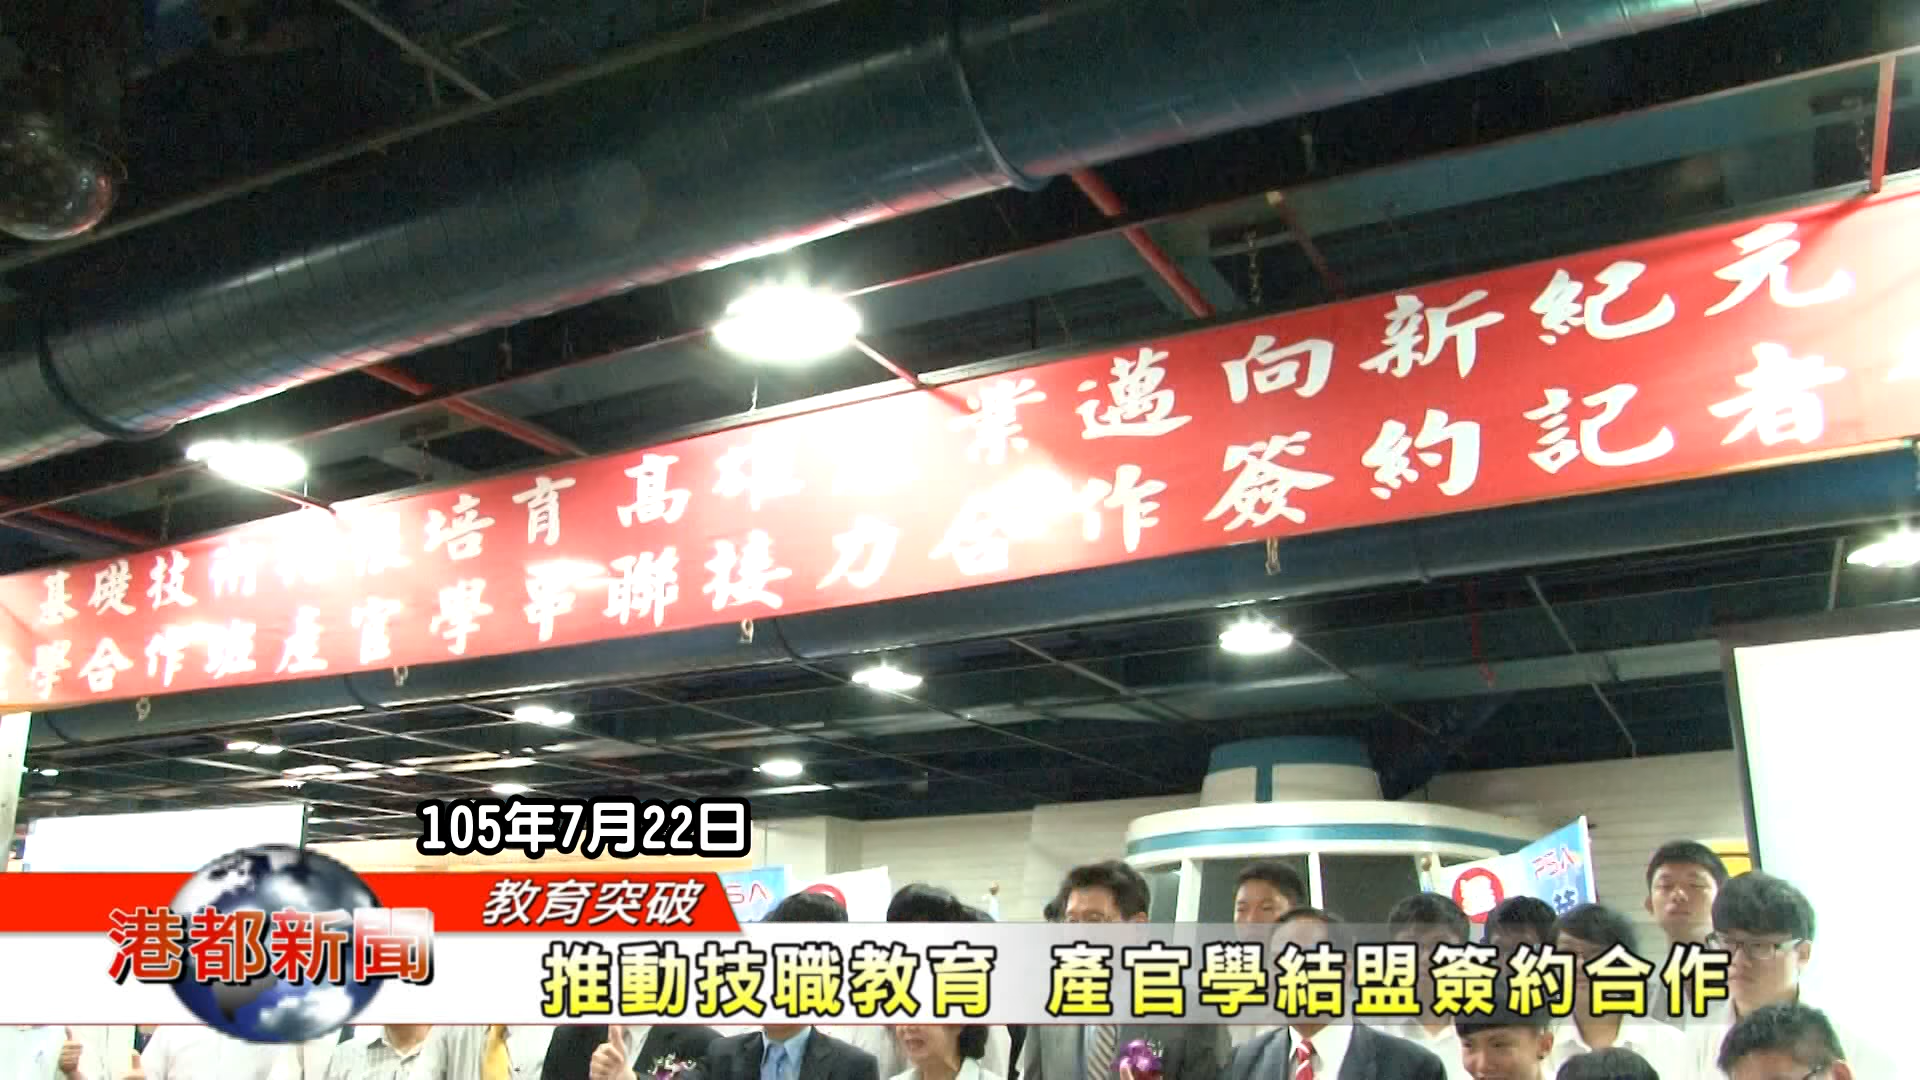 業邁向新紀元
基礎技術
培育高雄
學合作班產官學串聯接力合作簽約記者
105年7月22日
教育突破
港都新聞
推動技職教育 產官學結盟簽約合作